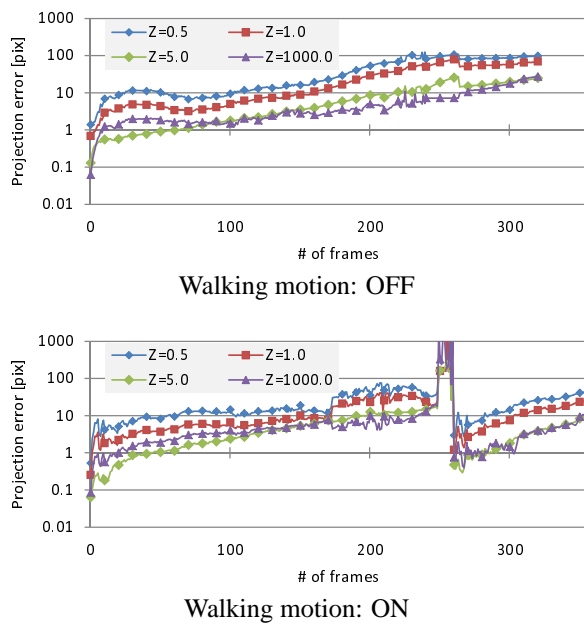 Projection error [pix]
1000
100
10
1
0.1
0.01
Z=0.5
Z=1.0
Z=5.0
Z=1000.0
0
100
200
300
# of frames
Walking motion: OFF
Projection error [pix]
1000
100
10
1
0.1
0.01
Z=0.5
Z=1.0
Z=5.0
Z=1000.0
0
100
200
300
# of frames
Walking motion: ON